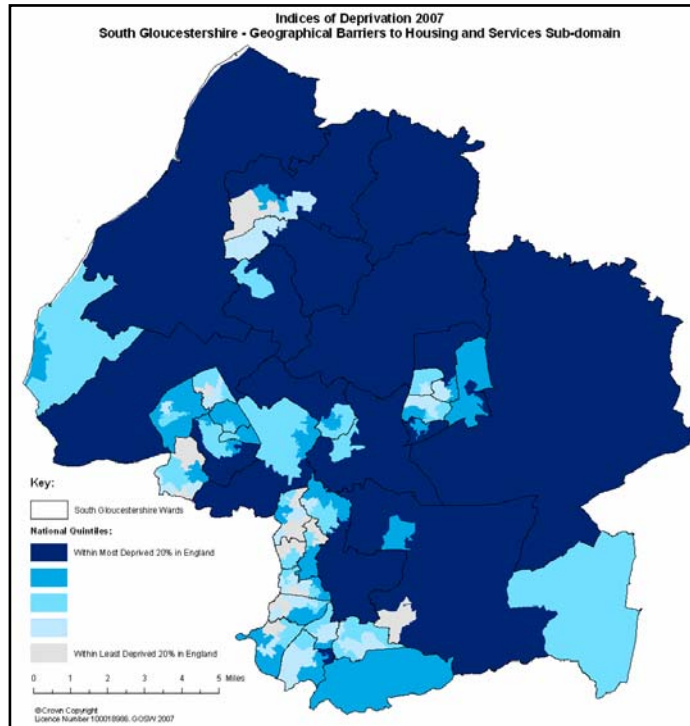 Indices of Deprivation 2007
South Gloucestershire - Geographical Barriers to Housing and Services Sub-domain
Key:
South Gloucestershire Wards
National Quintiles:
Within Most Deprived 20% in England
Within Least Deprived 20% in England
0 1 2 3 4 5 Miles
©Crown Copyright
Licence Number 100018986. GOSW 2007